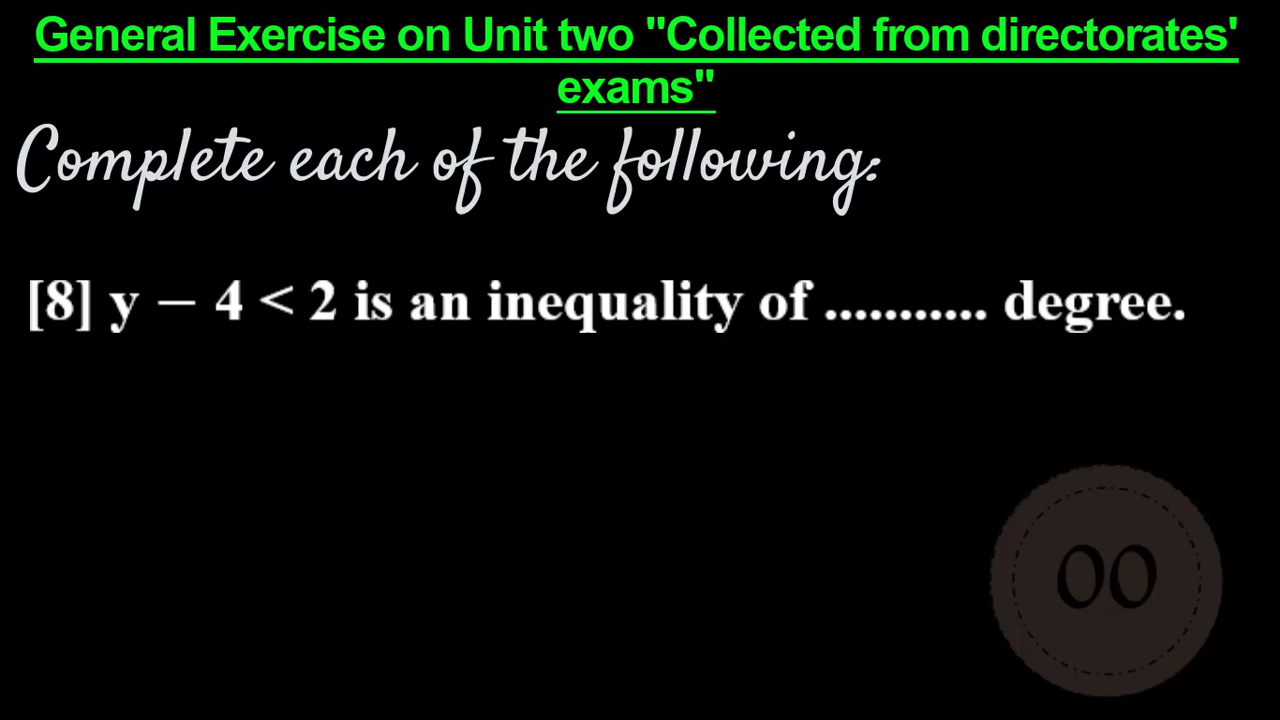 General Exercise on Unit two "Collected from directorates'
exams"
Complete each of the following:
[8] y − 4 < 2 is an inequality of ........... degree.
00